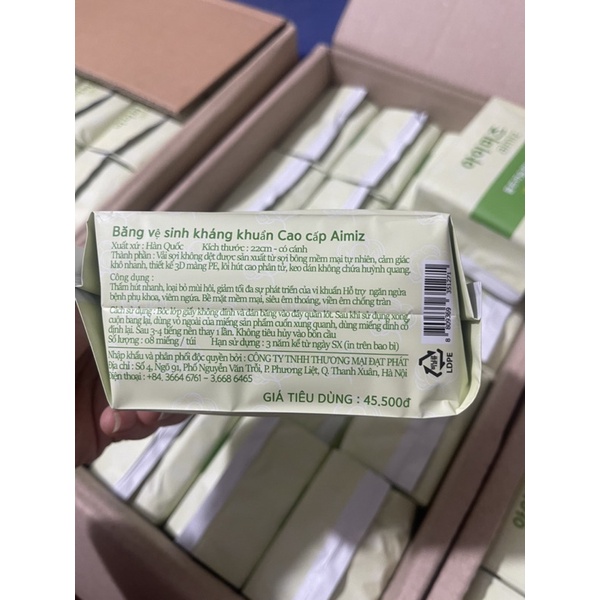 아이미즈
Băng vệ sinh kháng khuẩn Cao cấp Aimiz
Xuất xứ : Hàn Quốc Kích thước : 22cm - có cánh
Thành phần : Vải sợi không dệt được sản xuất từ sợi bông mềm mại tự nhiên, cảm giác
khô nhanh, thiết kế 3D màng PE, lõi hút cao phân tử, keo dán không chứa huỳnh quang.
Công dụng :
Thấm hút nhanh, loại bỏ mùi hôi, giảm tối đa sự phát triển của vi khuẩn Hỗ trợ ngăn ngừa
bệnh phụ khoa, viêm ngứa. Bề mặt mềm mại, siêu êm thoáng, viền êm chống tràn
Cách sử dụng : Bóc lớp giấy không dính và dán băng vào đáy quần lót. Sau khi sử dụng xong
cuộn băng lại, dùng vỏ ngoài của miếng sản phẩm cuốn xung quanh, dùng miếng dính cố
định lại. Sau 3-4 tiếng nên thay 1 lần. Không tiêu hủy vào bồn cầu
Số lượng : 08 miếng / túi Hạn sử dụng : 3 năm kể từ ngày SX (in trên bao bì)
Nhập khẩu và phân phối độc quyền bởi : CÔNG TY TNHH THƯƠNG MẠI ĐẠT PHÁT
Địa chỉ : Số 4, Ngõ 91, Phố Nguyễn Văn Trỗi, P. Phương Liệt, Q. Thanh Xuân, Hà Nội
Điện thoại : +84. 3664 6761 - 3.668 6465
GIÁ TIÊU DÙNG : 45.500đ
비닐류
LDPE